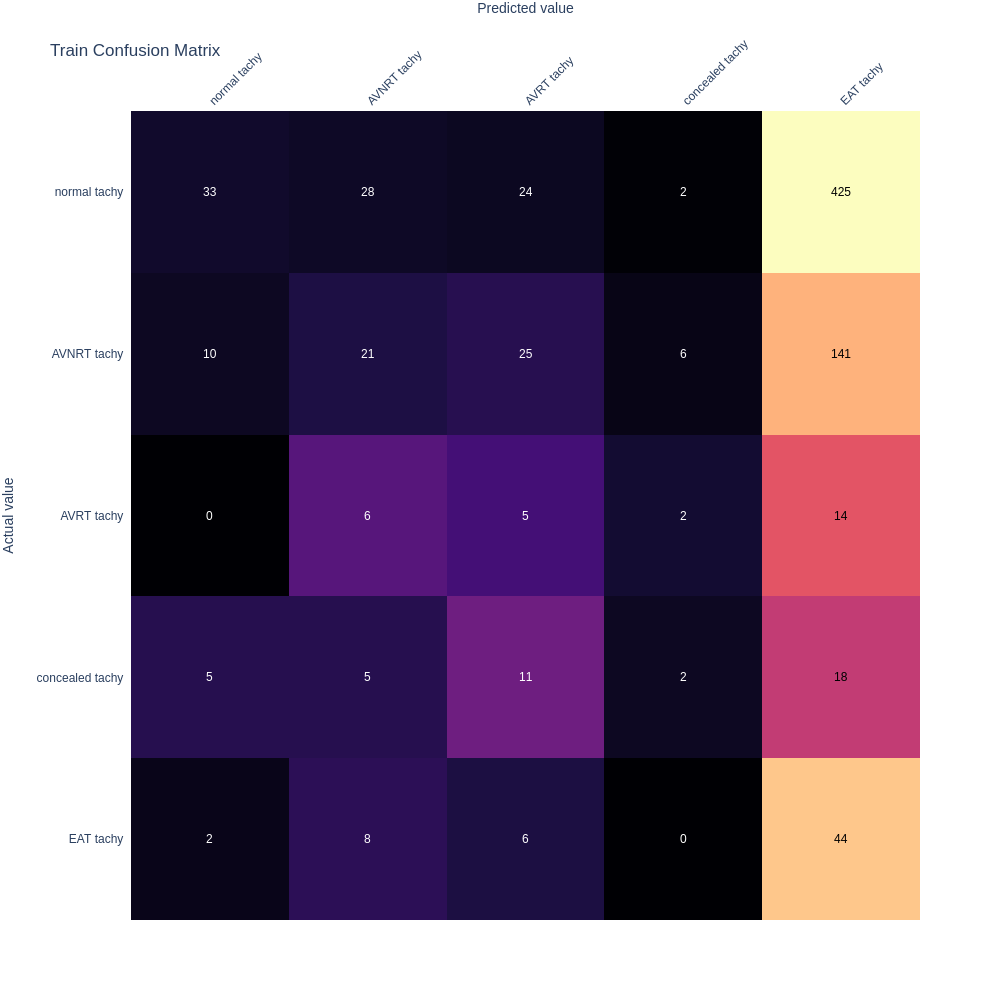 Predicted value
Train Confusion Matrix
normal tachy
AVNRT tachy
AVRT tachy
concealed tachy
EAT tachy
normal tachy 33 28 24 2 425
AVNRT tachy 10 21 25 6 141
AVRT tachy 0 6 5 2 14
concealed tachy 5 5 11 2 18
EAT tachy 2 8 6 0 44
Actual value